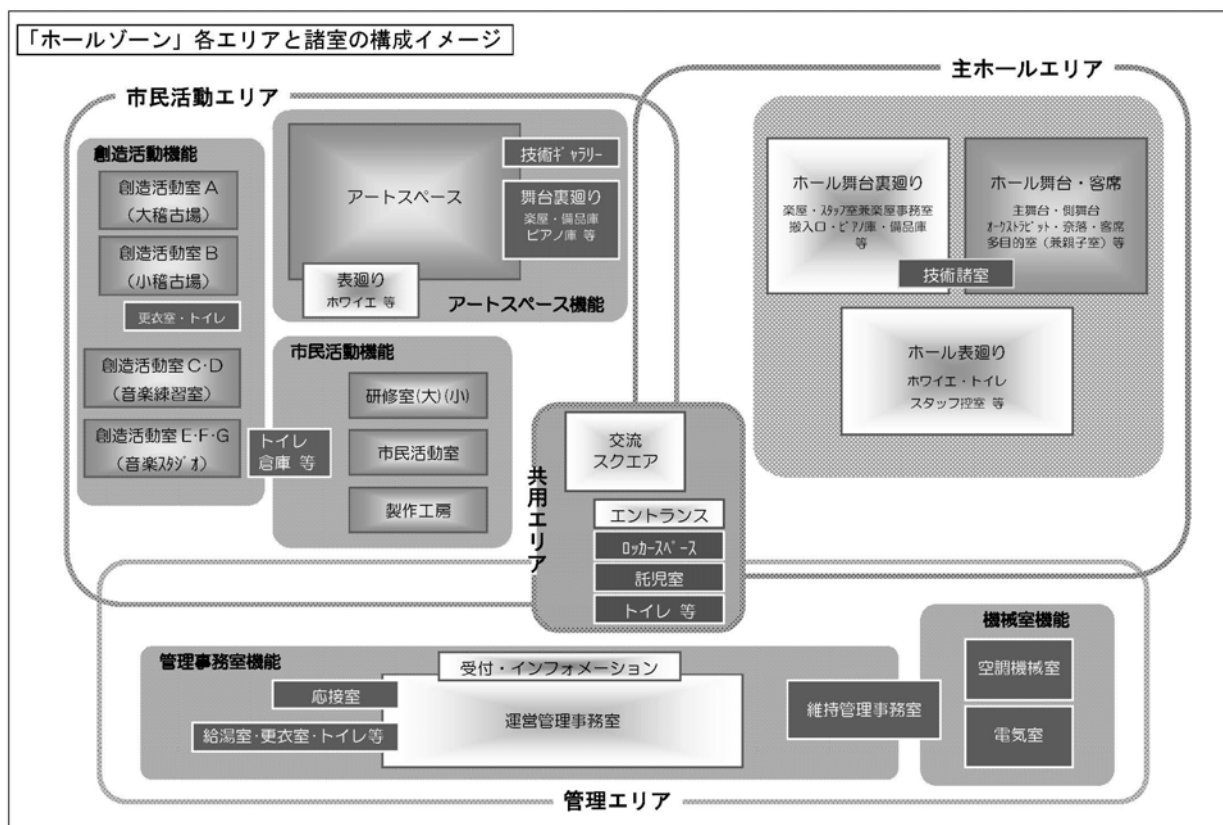 「ホールゾーン」各エリアと諸室の構成イメージ
市民活動エリア
創造活動機能
創造活動室A
(大稽古場)
創造活動室B
(小稽古場)
更衣室・トイレ
創造活動室C・D
(音楽練習室)
創造活動室E・F・G
(音楽スタジオ)
トイレ
倉庫 等
アートスペース
技術ギャラリー
舞台裏廻り
楽屋・備品庫
ピアノ庫 等
表廻り
ホワイエ 等
アートスペース機能
市民活動機能
研修室(大)(小)
市民活動室
製作工房
主ホールエリア
ホール舞台裏廻り
楽屋・スタッフ室兼楽屋事務室
搬入口・ピアノ庫・備品庫
等
ホール舞台・客席
主舞台・側舞台
オーケストラピット・奈落・客席
多目的室(兼親子室)等
技術諸室
ホール表廻り
ホワイエ・トイレ
スタッフ控室 等
共用エリア
交流
スクエア
エントランス
ロッカースペース
託児室
トイレ 等
管理事務室機能
受付・インフォメーション
応接室
運営管理事務室
給湯室・更衣室・トイレ等
維持管理事務室
機械室機能
空調機械室
電気室
管理エリア